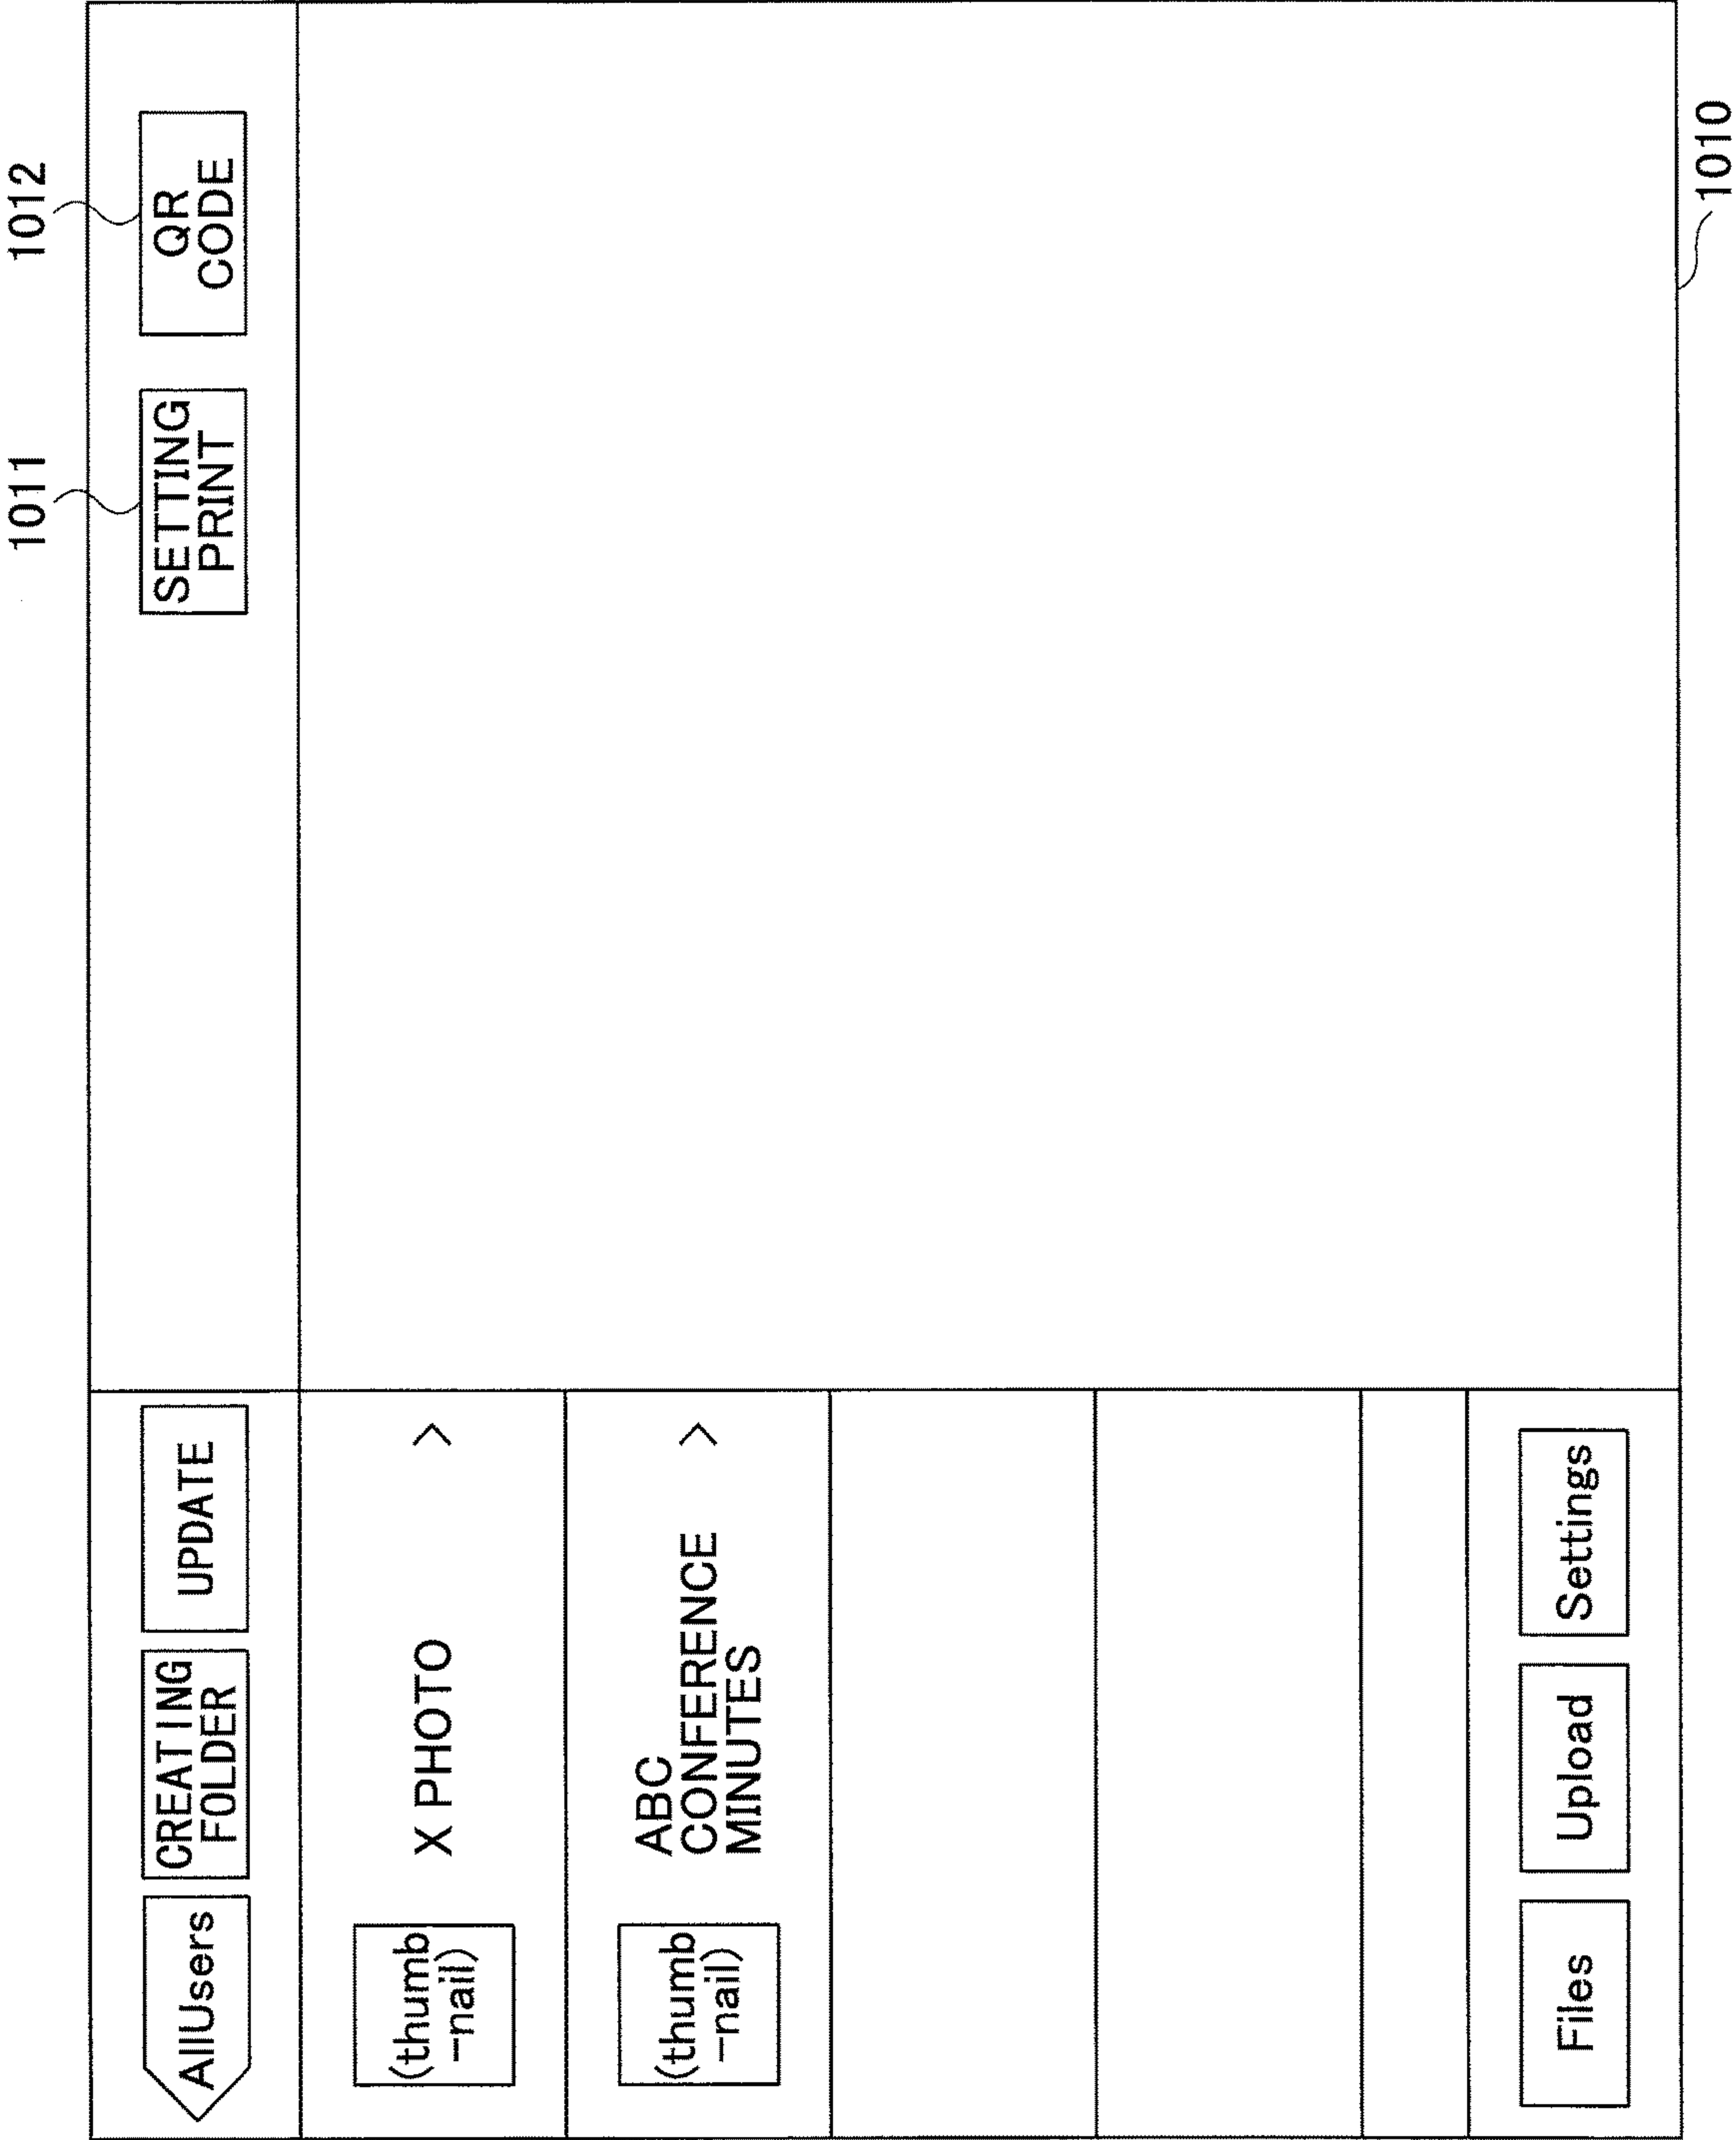 1011
1012
AllUsers
CREATING
FOLDER
UPDATE
SETTING
PRINT
QR
CODE
(thumb
-nail)
X PHOTO
>
(thumb
-nail)
ABC
CONFERENCE
MINUTES
>
Files
Upload
Settings
1010